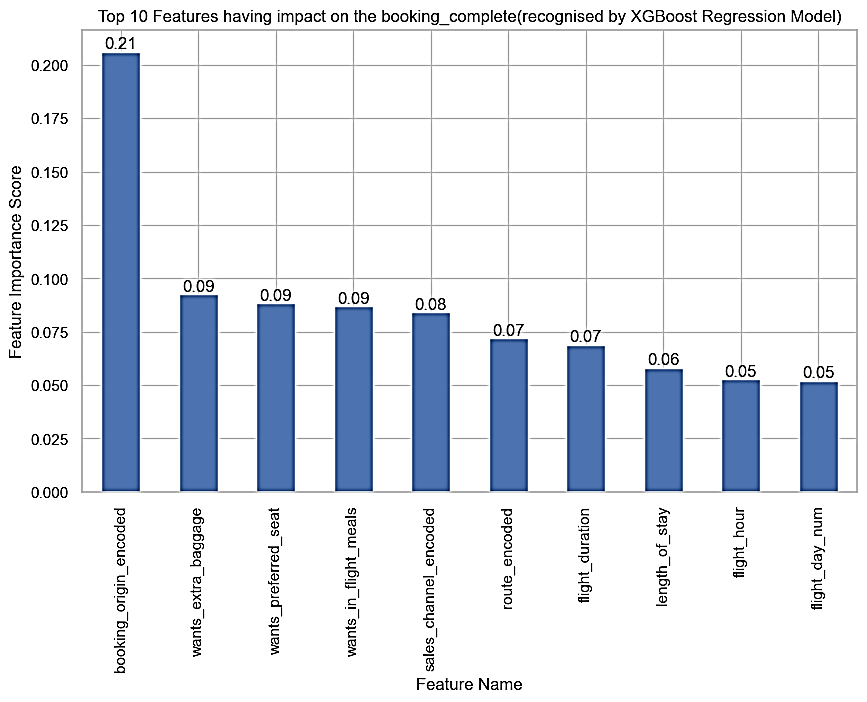 Top 10 Features having impact on the booking_complete(recognised by XGBoost Regression Model)
Feature Importance Score
0.200
0.175
0.150
0.125
0.100
0.075
0.050
0.025
0.000
0.21
0.09
0.09
0.09
0.08
0.07
0.07
0.06
0.05
0.05
booking_origin_encoded
wants_extra_baggage
wants_preferred_seat
wants_in_flight_meals
sales_channel_encoded
route_encoded
flight_duration
length_of_stay
flight_hour
flight_day_num
Feature Name